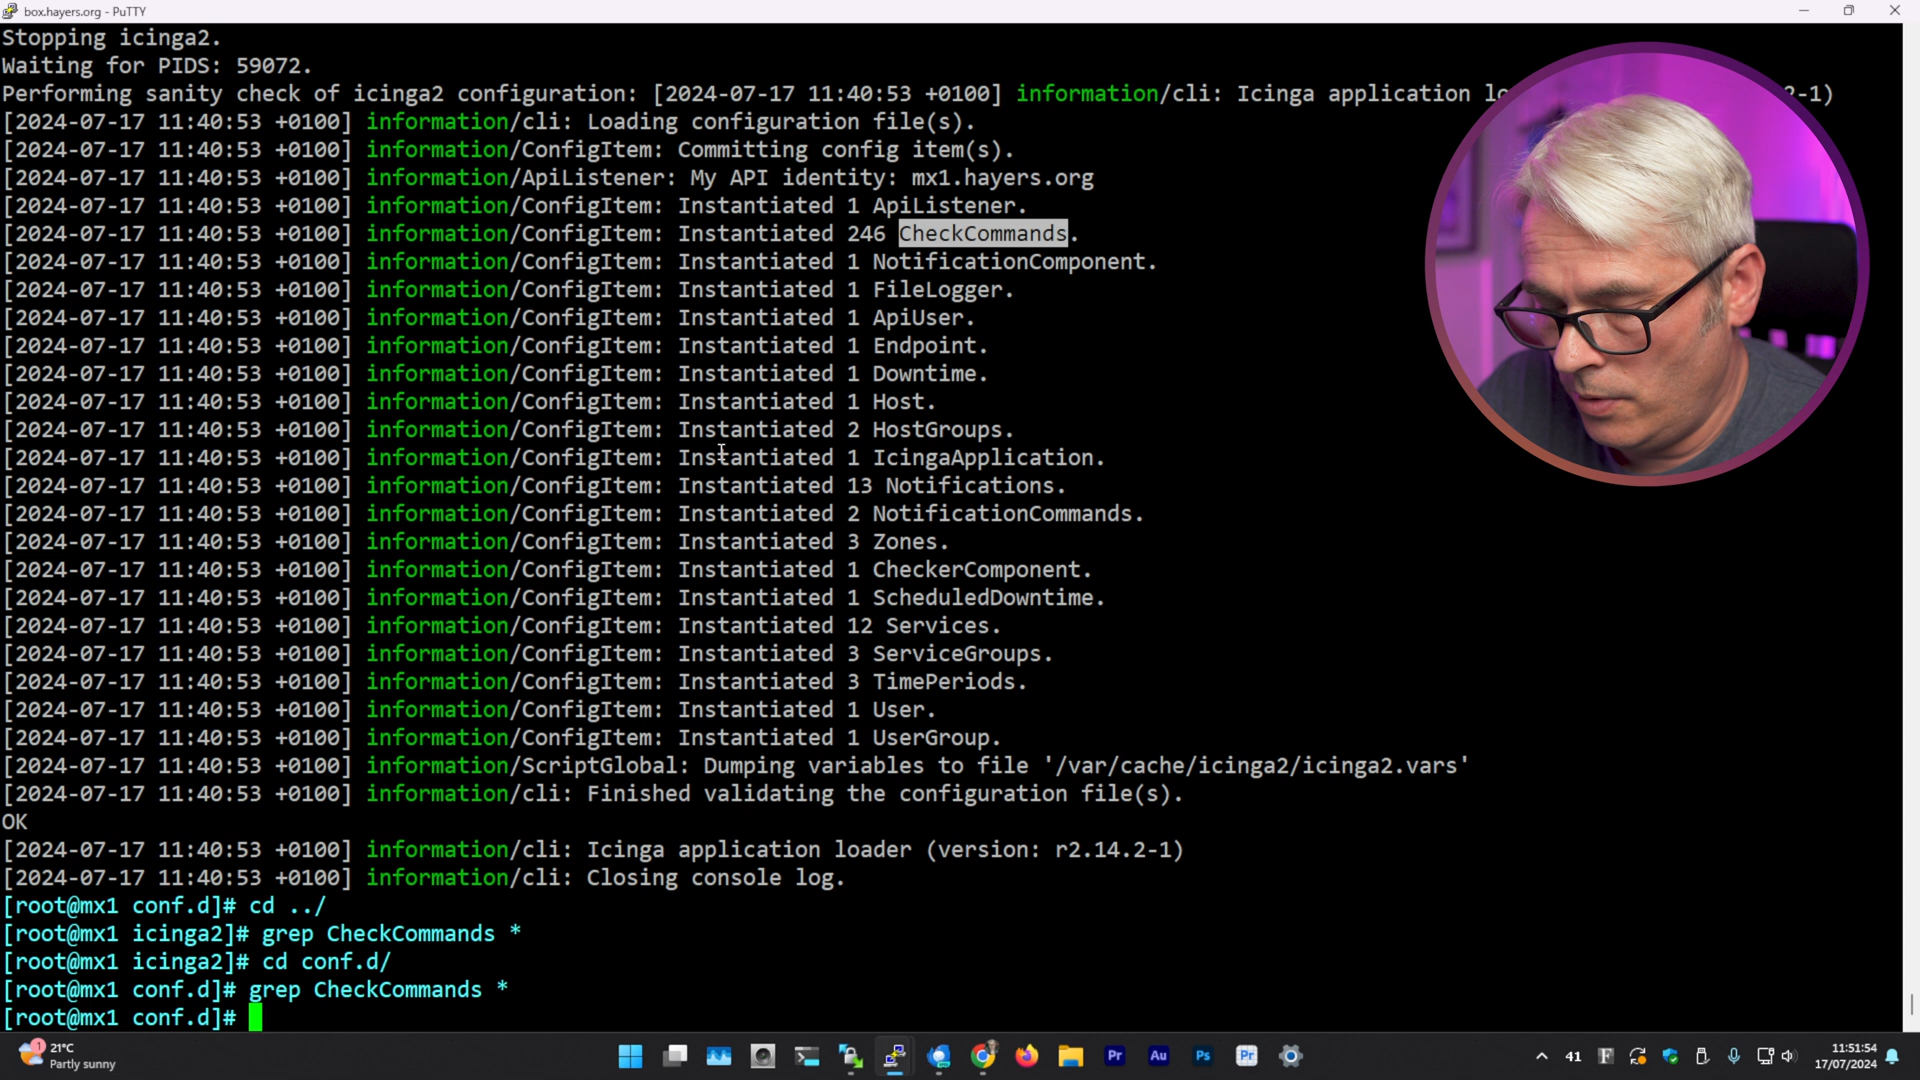 box.hayers.org - PuTTY
Stopping icinga2.
Waiting for PIDS: 59072.
Performing sanity check of icinga2 configuration: [2024-07-17 11:40:53 +0100] information/cli: Icinga application lo 2-1)
[2024-07-17 11:40:53 +0100] information/cli: Loading configuration file(s).
[2024-07-17 11:40:53 +0100] information/ConfigItem: Committing config item(s).
[2024-07-17 11:40:53 +0100] information/ApiListener: My API identity: mx1.hayers.org
[2024-07-17 11:40:53 +0100] information/ConfigItem: Instantiated 1 ApiListener.
[2024-07-17 11:40:53 +0100] information/ConfigItem: Instantiated 246 CheckCommands.
[2024-07-17 11:40:53 +0100] information/ConfigItem: Instantiated 1 NotificationComponent.
[2024-07-17 11:40:53 +0100] information/ConfigItem: Instantiated 1 FileLogger.
[2024-07-17 11:40:53 +0100] information/ConfigItem: Instantiated 1 ApiUser.
[2024-07-17 11:40:53 +0100] information/ConfigItem: Instantiated 1 Endpoint.
[2024-07-17 11:40:53 +0100] information/ConfigItem: Instantiated 1 Downtime.
[2024-07-17 11:40:53 +0100] information/ConfigItem: Instantiated 1 Host.
[2024-07-17 11:40:53 +0100] information/ConfigItem: Instantiated 2 HostGroups.
[2024-07-17 11:40:53 +0100] information/ConfigItem: Instantiated 1 IcingaApplication.
[2024-07-17 11:40:53 +0100] information/ConfigItem: Instantiated 13 Notifications.
[2024-07-17 11:40:53 +0100] information/ConfigItem: Instantiated 2 NotificationCommands.
[2024-07-17 11:40:53 +0100] information/ConfigItem: Instantiated 3 Zones.
[2024-07-17 11:40:53 +0100] information/ConfigItem: Instantiated 1 CheckerComponent.
[2024-07-17 11:40:53 +0100] information/ConfigItem: Instantiated 1 ScheduledDowntime.
[2024-07-17 11:40:53 +0100] information/ConfigItem: Instantiated 12 Services.
[2024-07-17 11:40:53 +0100] information/ConfigItem: Instantiated 3 ServiceGroups.
[2024-07-17 11:40:53 +0100] information/ConfigItem: Instantiated 3 TimePeriods.
[2024-07-17 11:40:53 +0100] information/ConfigItem: Instantiated 1 User.
[2024-07-17 11:40:53 +0100] information/ConfigItem: Instantiated 1 UserGroup.
[2024-07-17 11:40:53 +0100] information/ScriptGlobal: Dumping variables to file '/var/cache/icinga2/icinga2.vars'
[2024-07-17 11:40:53 +0100] information/cli: Finished validating the configuration file(s).
OK
[2024-07-17 11:40:53 +0100] information/cli: Icinga application loader (version: r2.14.2-1)
[2024-07-17 11:40:53 +0100] information/cli: Closing console log.
[root@mx1 conf.d]# cd ../
[root@mx1 icinga2]# grep CheckCommands *
[root@mx1 icinga2]# cd conf.d/
[root@mx1 conf.d]# grep CheckCommands *
[root@mx1 conf.d]#
1
21°C
Partly sunny
Pr
Au
Ps
Pr
41
F
11:51:54
17/07/2024